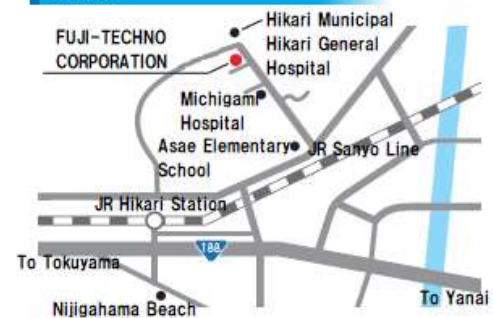 Hikari Municipal
Hikari General
Hospital
FUJI-TECHNO
CORPORATION
Michigami
Hospital
Asae Elementary
School
JR Sanyo Line
JR Hikari Station
188
To Tokuyama
To Yanai
Nijigahama Beach